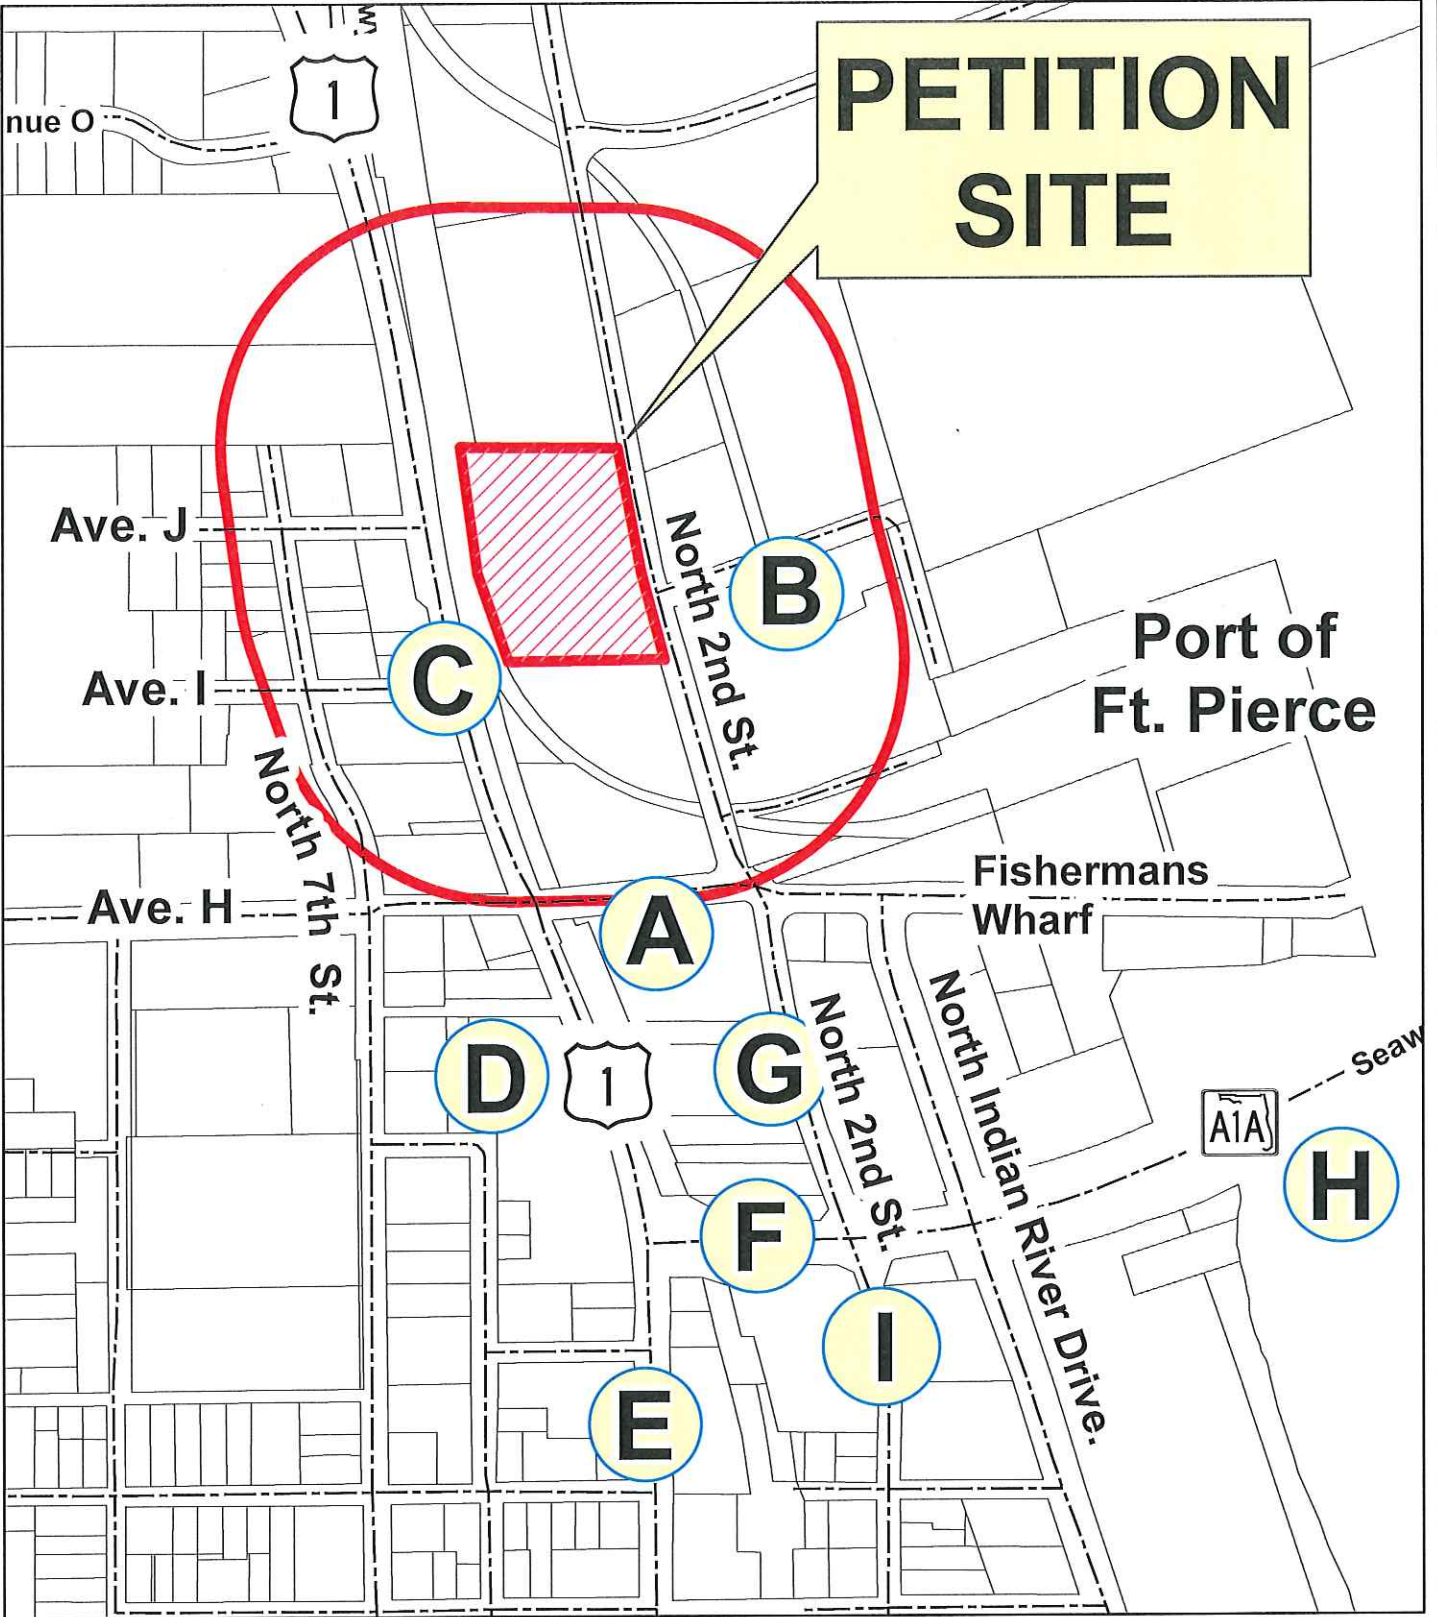 1
nue O
PETITION
SITE
Ave. J
North 2nd St.
B
Port of
Ft. Pierce
C
Ave. I
North 7th St.
Fishermans
Wharf
Ave. H
A
North Indian River Drive.
North 2nd St.
D
1
G
Seaw
A1A
H
F
I
E